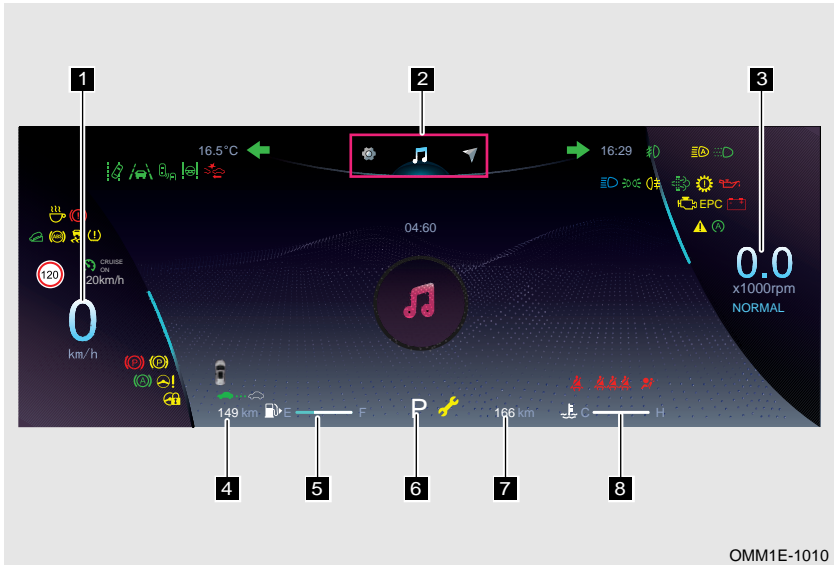 1
2
3
16.5°C
16:29
A
04:60
ABS
EPC
A
120
CRUISE
ON
20km/h
0
km/h
0.0
x1000rpm
NORMAL
P
P
A
149 km
E
F
P
166 km
C
H
4
5
6
7
8
OMM1E-1010